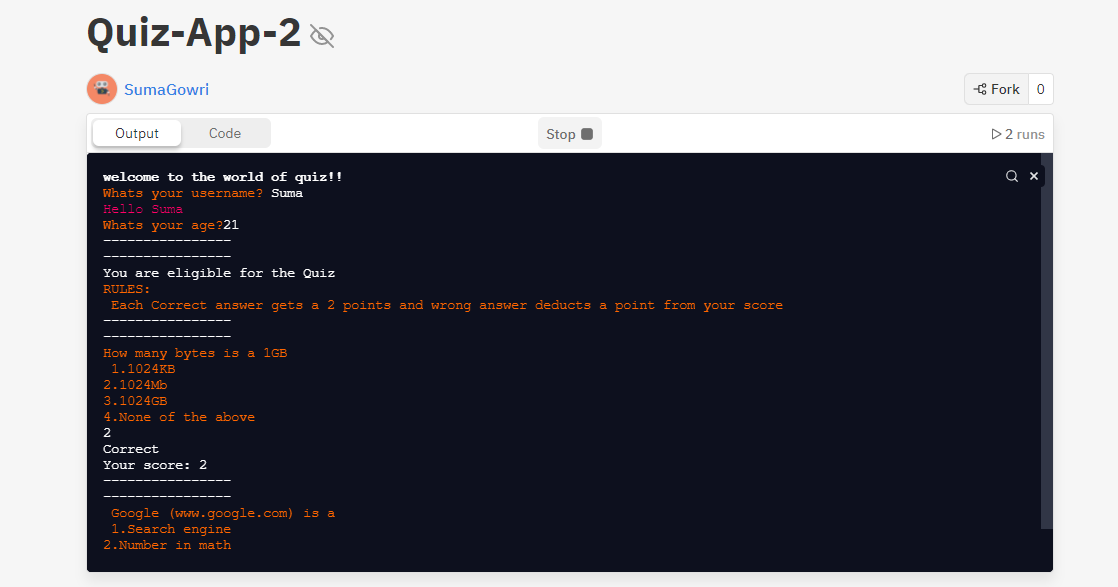 Quiz-App-2
SumaGowri
Fork 0
Output Code Stop 2 runs
welcome to the world of quiz!!
Whats your username? Suma
Hello Suma
Whats your age?21
----------------
----------------
You are eligible for the Quiz
RULES:
Each Correct answer gets a 2 points and wrong answer deducts a point from your score
----------------
----------------
How many bytes is a 1GB
1.1024KB
2.1024Mb
3.1024GB
4.None of the above
2
Correct
Your score: 2
----------------
----------------
Google (www.google.com) is a
1.Search engine
2.Number in math